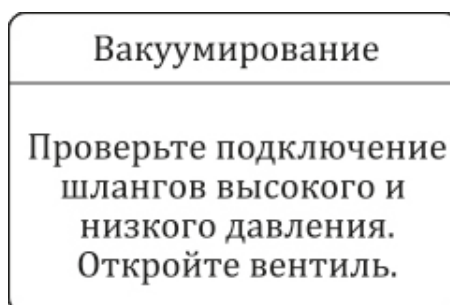 Вакуумирование
Проверьте подключение
шлангов высокого и
низкого давления.
Откройте вентиль.